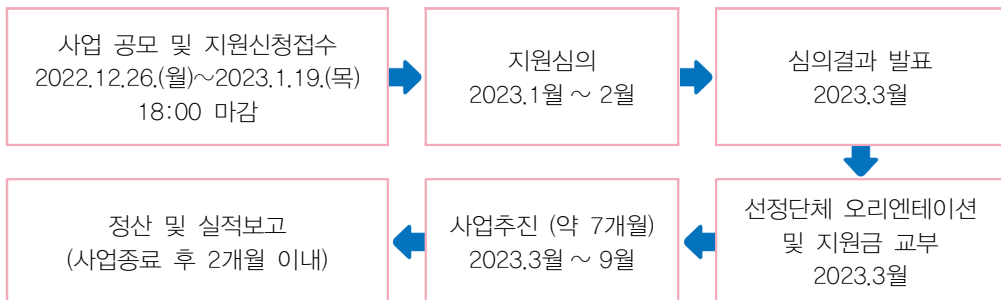 사업 공모 및 지원신청접수
2022.12.26.(월)~2023.1.19.(목)
18:00 마감
지원심의
2023.1월 ~ 2월
심의결과 발표
2023.3월
선정단체 오리엔테이션
및 지원금 교부
2023.3월
사업추진 (약 7개월)
2023.3월 ~ 9월
정산 및 실적보고
(사업종료 후 2개월 이내)